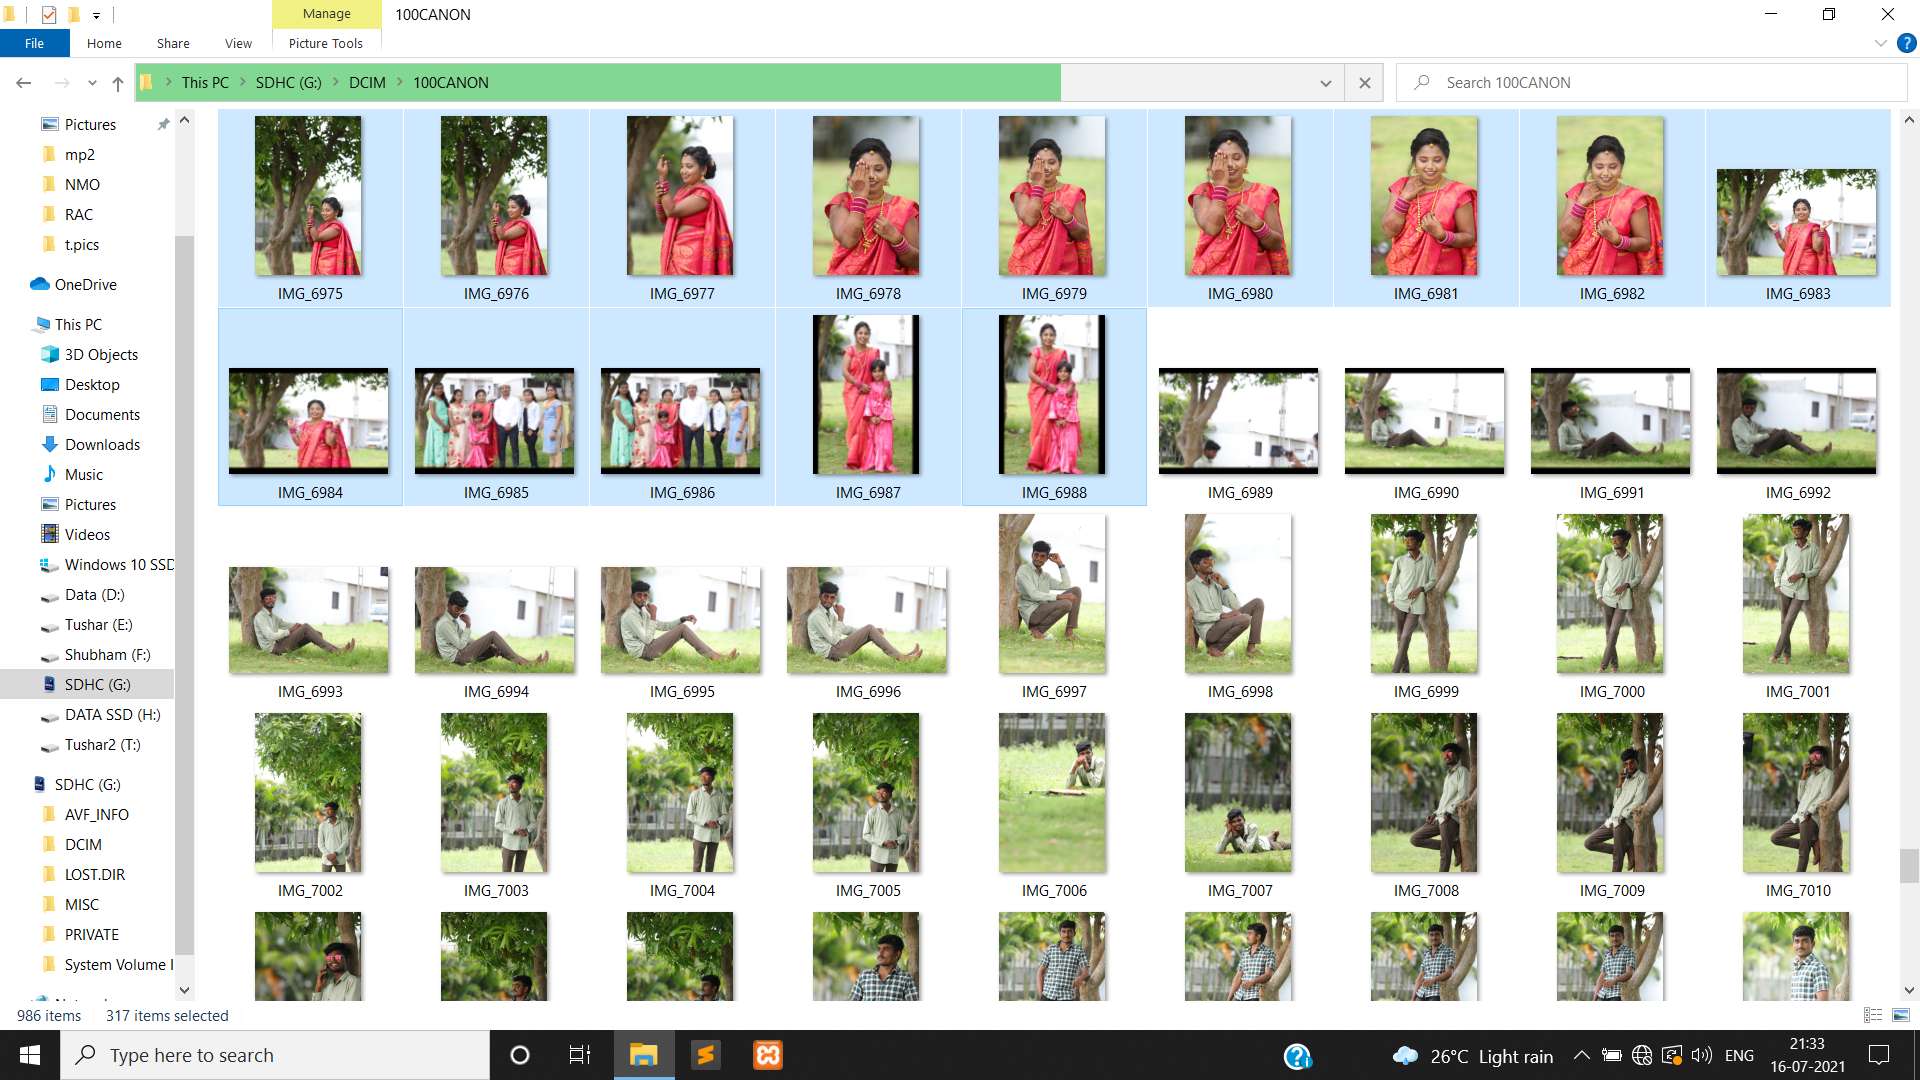 Manage
100CANON
File
Home
Share
View
Picture Tools
This PC
SDHC (G:)
DCIM
100CANON
Search 100CANON
Pictures
mp2
NMO
RAC
t.pics
OneDrive
This PC
3D Objects
Desktop
Documents
Downloads
Music
Pictures
Videos
Windows 10 SSD
Data (D:)
Tushar (E:)
Shubham (F:)
SDHC (G:)
DATA SSD (H:)
Tushar2 (T:)
SDHC (G:)
AVF_INFO
DCIM
LOST.DIR
MISC
PRIVATE
System Volume I
IMG_6975
IMG_6976
IMG_6977
IMG_6978
IMG_6979
IMG_6980
IMG_6981
IMG_6982
IMG_6983
IMG_6984
IMG_6985
IMG_6986
IMG_6987
IMG_6988
IMG_6989
IMG_6990
IMG_6991
IMG_6992
IMG_6993
IMG_6994
IMG_6995
IMG_6996
IMG_6997
IMG_6998
IMG_6999
IMG_7000
IMG_7001
IMG_7002
IMG_7003
IMG_7004
IMG_7005
IMG_7006
IMG_7007
IMG_7008
IMG_7009
IMG_7010
986 items
317 items selected
Type here to search
26°C Light rain
ENG
21:33
16-07-2021